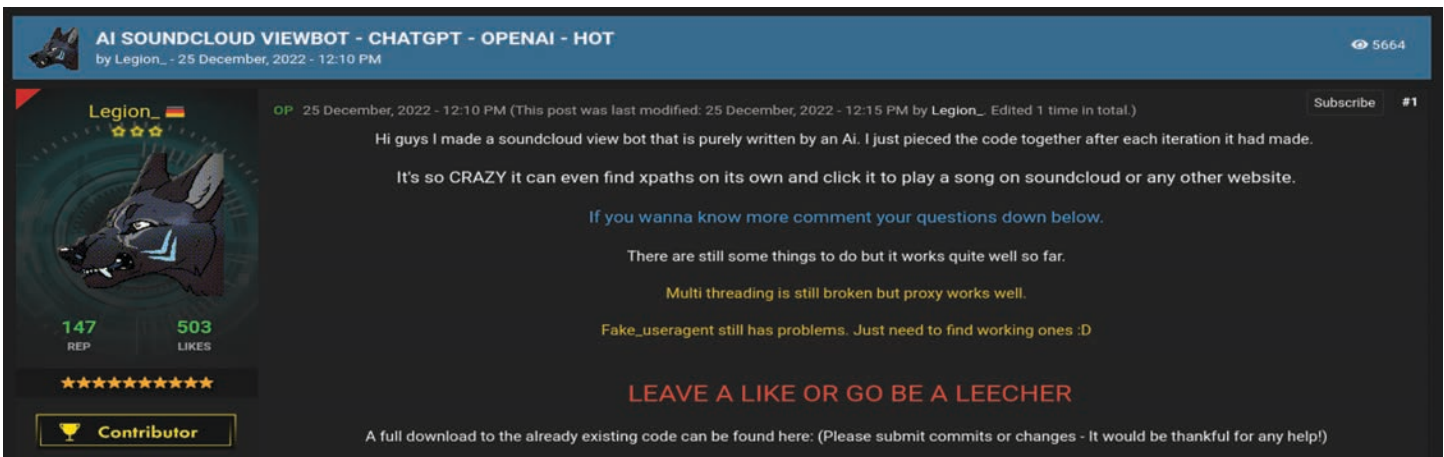 AI SOUNDCLOUD VIEWBOT - CHATGPT - OPENAI - HOT
by Legion_ - 25 December, 2022 - 12:10 PM
5664
Legion_
147
REP
503
LIKES
Contributor
OP 25 December, 2022 - 12:10 PM (This post was last modified: 25 December, 2022 - 12:15 PM by Legion_. Edited 1 time in total.)
Subscribe
#1
Hi guys I made a soundcloud view bot that is purely written by an Ai. I just pieced the code together after each iteration it had made.
It's so CRAZY it can even find xpaths on its own and click it to play a song on soundcloud or any other website.
If you wanna know more comment your questions down below.
There are still some things to do but it works quite well so far.
Multi threading is still broken but proxy works well.
Fake_useragent still has problems. Just need to find working ones :D
LEAVE A LIKE OR GO BE A LEECHER
A full download to the already existing code can be found here: (Please submit commits or changes - It would be thankful for any help!)